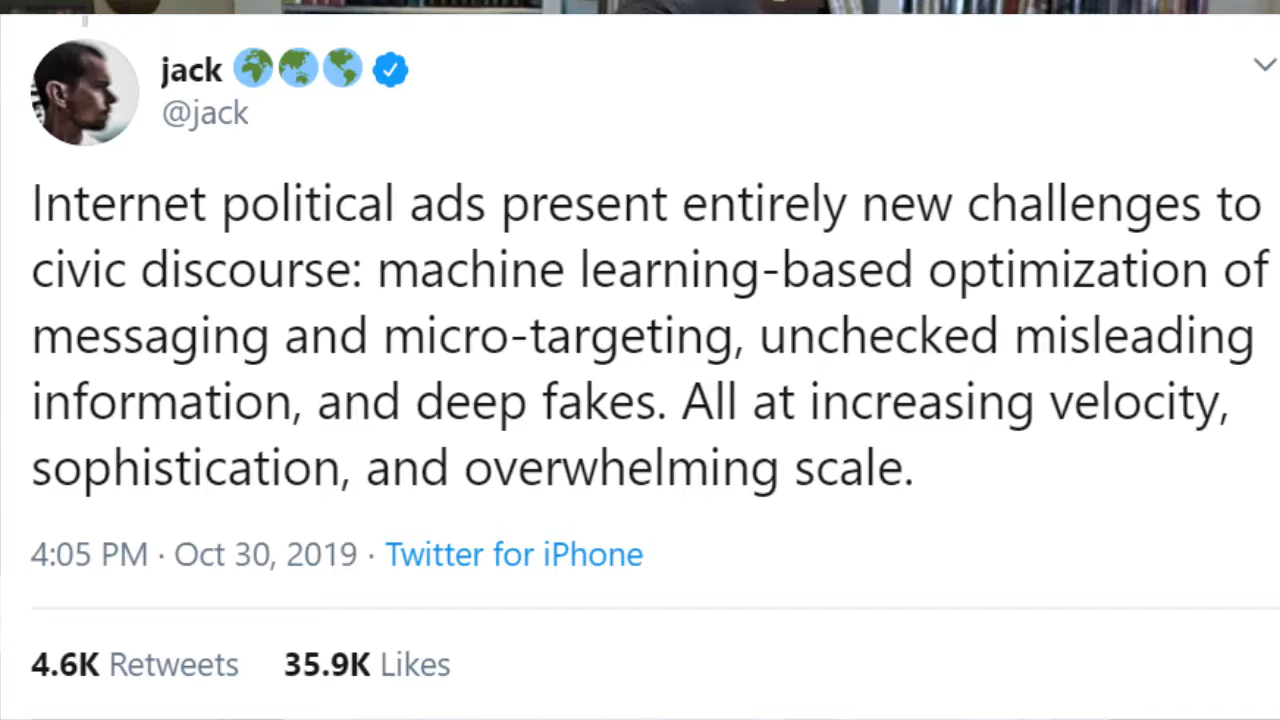 jack
@jack
Internet political ads present entirely new challenges to
civic discourse: machine learning-based optimization of
messaging and micro-targeting, unchecked misleading
information, and deep fakes. All at increasing velocity,
sophistication, and overwhelming scale.
4:05 PM · Oct 30, 2019 · Twitter for iPhone
4.6K Retweets 35.9K Likes